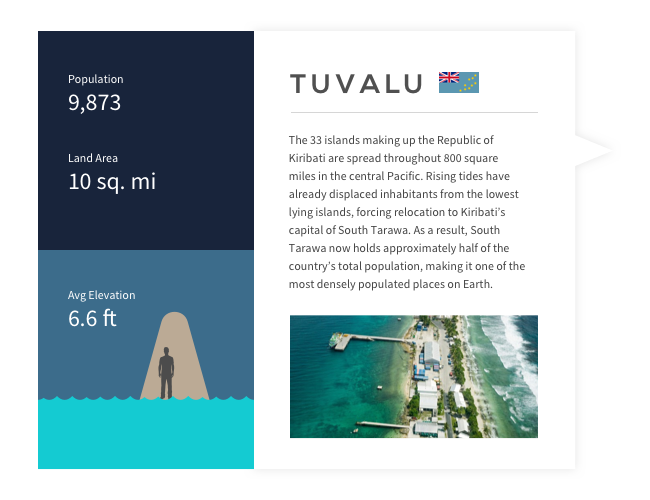 Population
9,873
Land Area
10 sq. mi
Avg Elevation
6.6 ft
TUVALU
The 33 islands making up the Republic of
Kiribati are spread throughout 800 square
miles in the central Pacific. Rising tides have
already displaced inhabitants from the lowest
lying islands, forcing relocation to Kiribati's
capital of South Tarawa. As a result, South
Tarawa now holds approximately half of the
country's total population, making it one of the
most densely populated places on Earth.